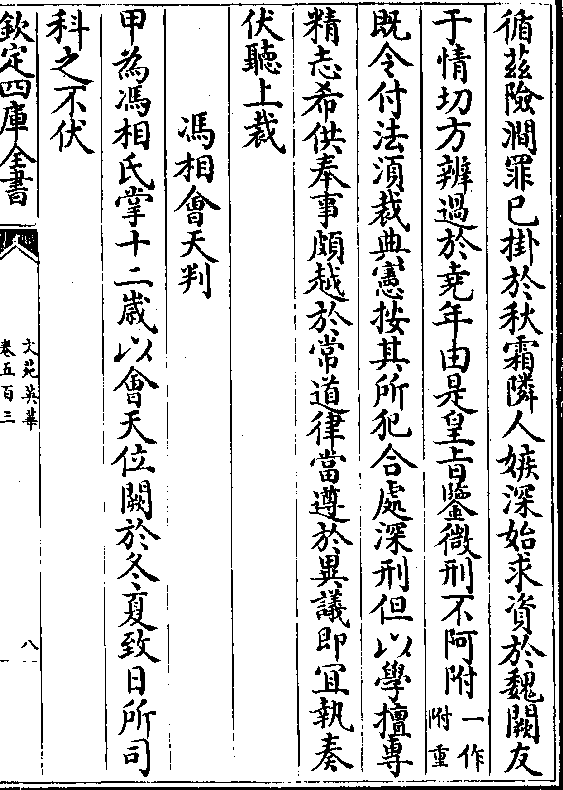 循茲險澗罪已掛於秋霜隣人嫉深始求資於魏闕友
于情切方辨過於堯年由是皇旨鑒微刑不阿附一作附重
既令付法湏裁典憲按其所犯合處深刑但以學擅專
精志希供奉事頗越於常道律當遵於異議即冝執奏
伏聽上裁
馮相會天判
甲為馮相氏掌十二歲以會天位闕於冬夏致日所司
科之不伏
欽定四庫全書
文苑英華
卷五百三
八